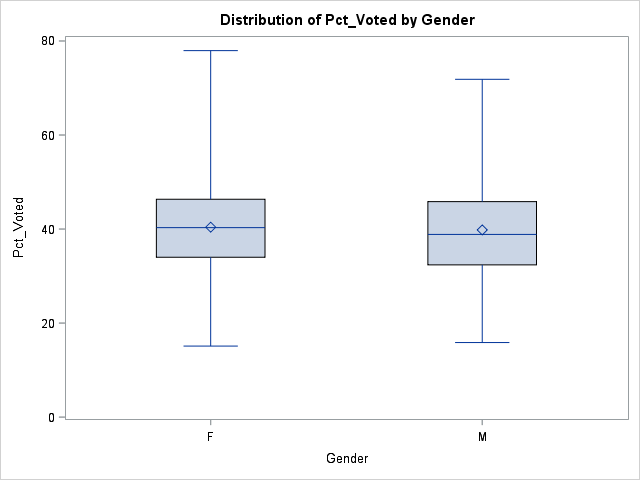 Distribution of Pct_Voted by Gender
80
60
40
20
0
Pct_Voted
F
M
Gender